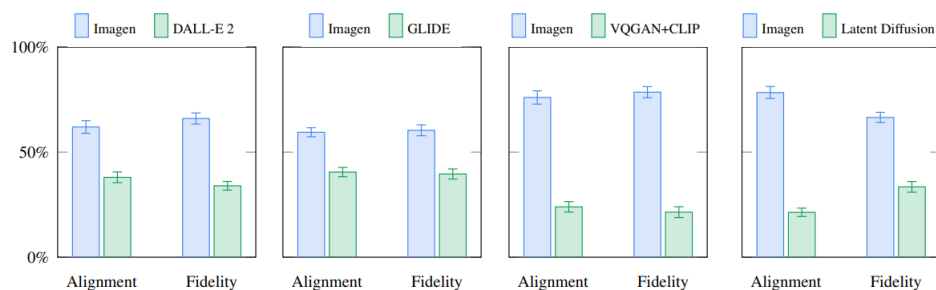 Imagen DALL-E 2 Imagen GLIDE Imagen VQGAN+CLIP Imagen Latent Diffusion
100%
50%
0%
Alignment Fidelity Alignment Fidelity Alignment Fidelity Alignment Fidelity